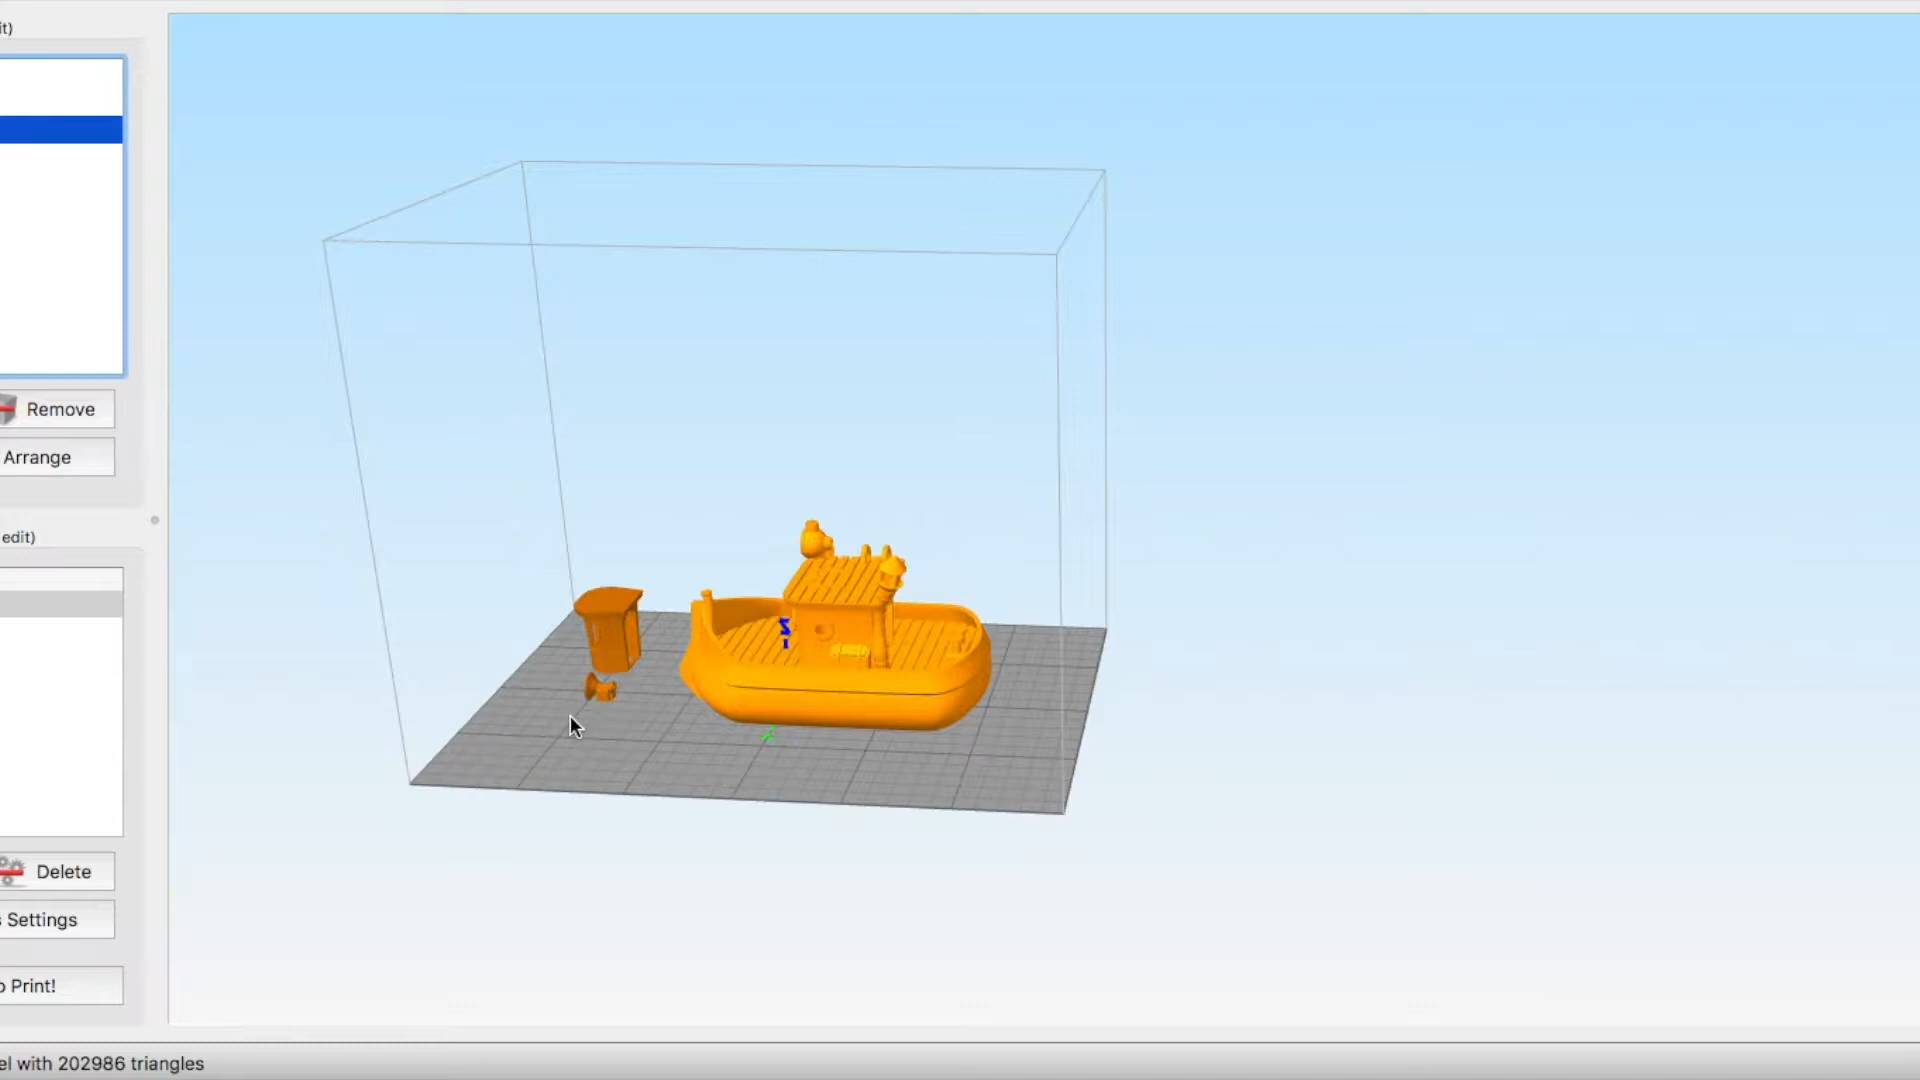 it)
Remove
Arrange
edit)
Delete
s Settings
o Print!
el with 202986 triangles